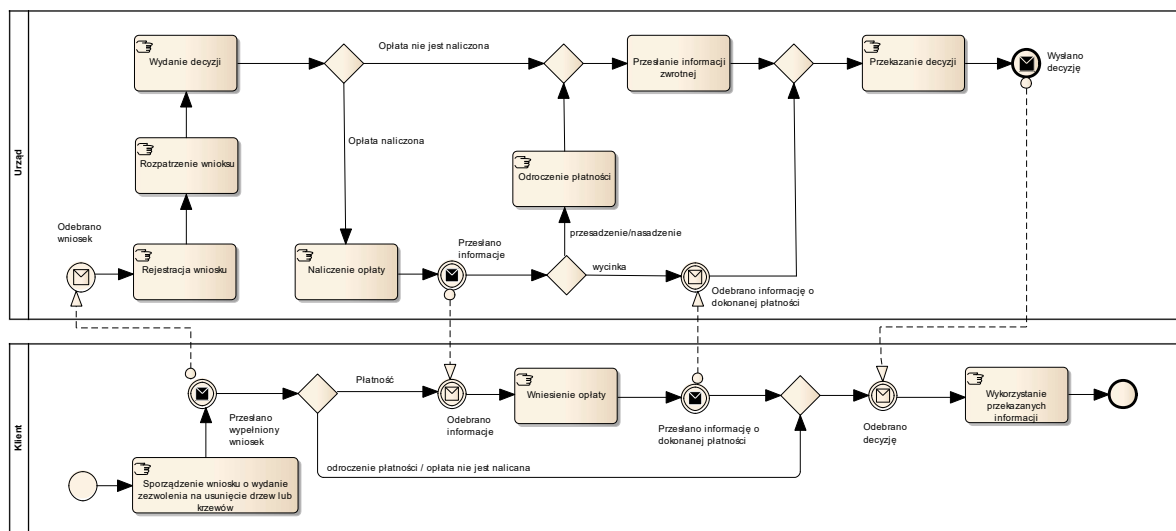 Urząd
Wydanie decyzji
Opłata nie jest naliczona
Przesłanie informacji
zwrotnej
Przekazanie decyzji
Wysłano
decyzję
Opłata naliczona
Rozpatrzenie wnioksu
Odroczenie płatności
Odebrano
wniosek
Rejestracja wniosku
Naliczenie opłaty
Przesłano
informacje
przesadzenie/nasadzenie
wycinka
Odebrano informację o
dokonanej płatności
Klient
Płatność
Przesłano
wypełniony
wniosek
Odebrano
informacje
Wniesienie opłaty
Przesłano informację o
dokonanej płatności
Odebrano
decyzję
Wykorzystanie
przekazanych
informacji
odroczenie płatności / opłata nie jest nalicana
Sporządzenie wniosku o wydanie
zezwolenia na usunięcie drzew lub
krzewów